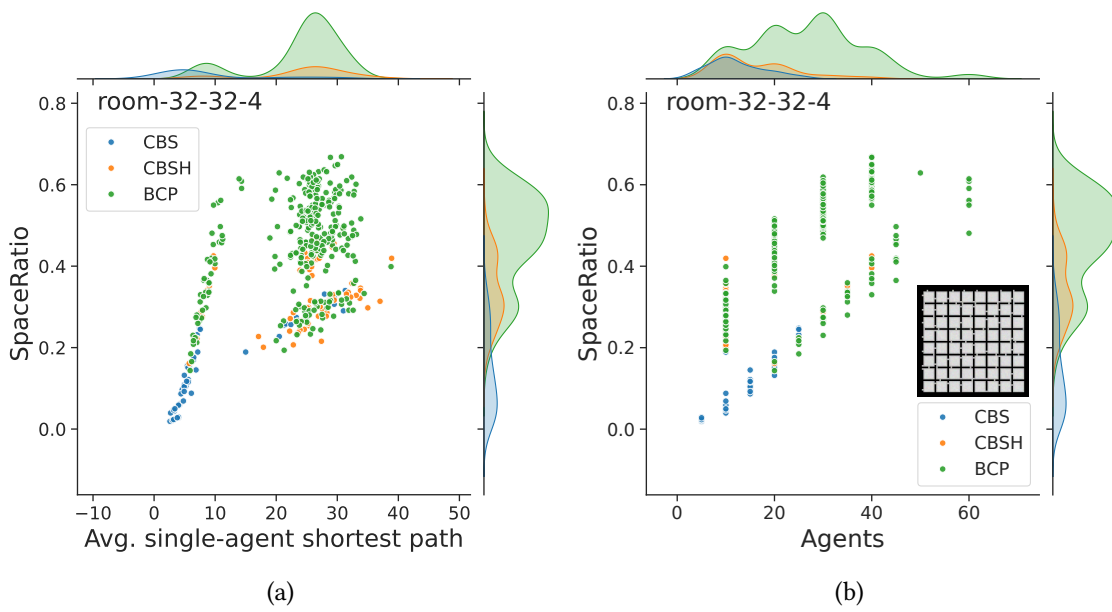 room-32-32-4
CBS
CBSH
BCP
0.8
0.6
0.4
0.2
0.0
SpaceRatio
−10 0 10 20 30 40 50
Avg. single-agent shortest path
(a)
room-32-32-4
0.8
0.6
0.4
0.2
0.0
SpaceRatio
CBS
CBSH
BCP
0 20 40 60
Agents
(b)